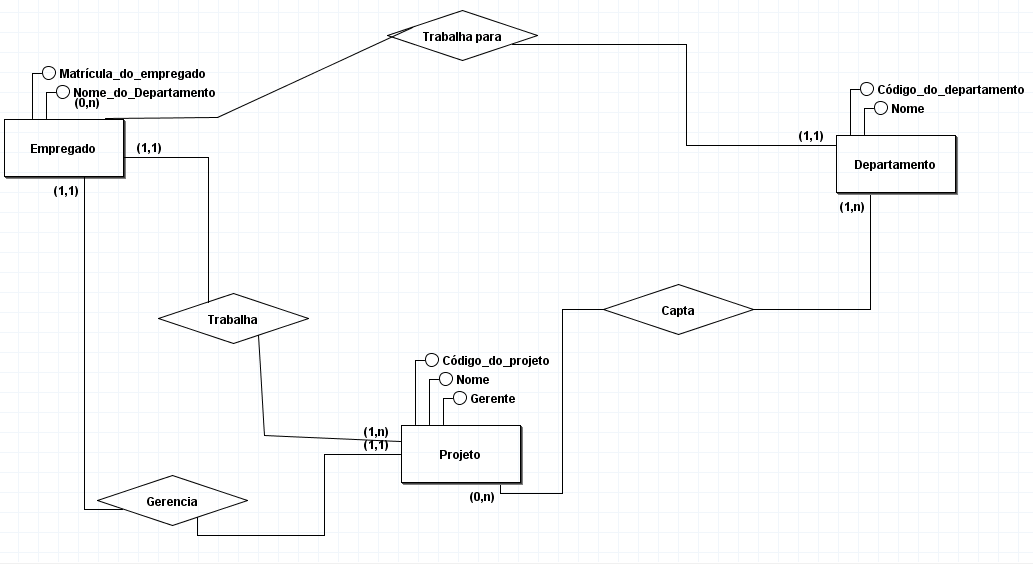 Trabalha para
Matrícula_do_empregado
Nome_do_Departamento
(0,n)
Código_do_departamento
Nome
Empregado
(1,1)
(1,1)
Departamento
(1,1)
(1,n)
Trabalha
Capta
Código_do_projeto
Nome
Gerente
(1,n)
(1,1)
Projeto
(0,n)
Gerencia